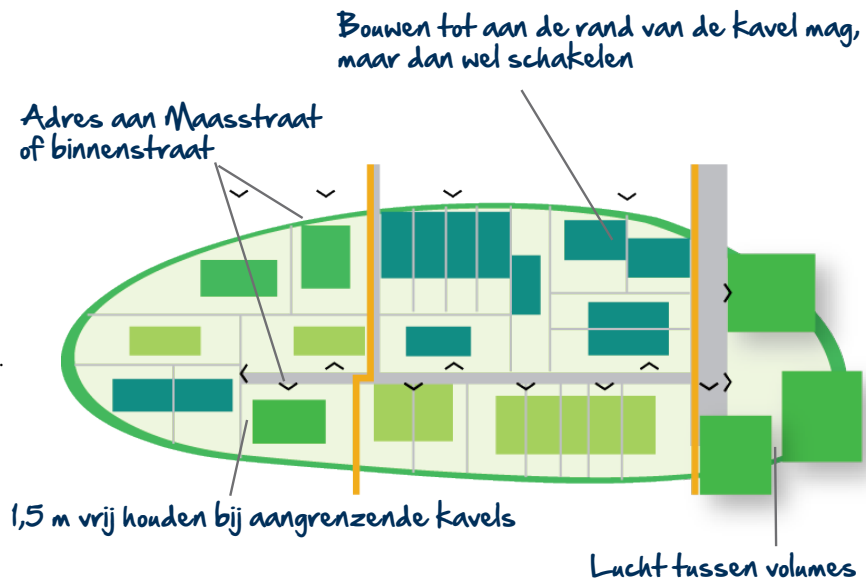 Bouwen tot aan de rand van de kavel mag,
maar dan wel schakelen
Adres aan Maasstraat
of binnenstraat
1,5 m vrij houden bij aangrenzende kavels
Lucht tussen volumes